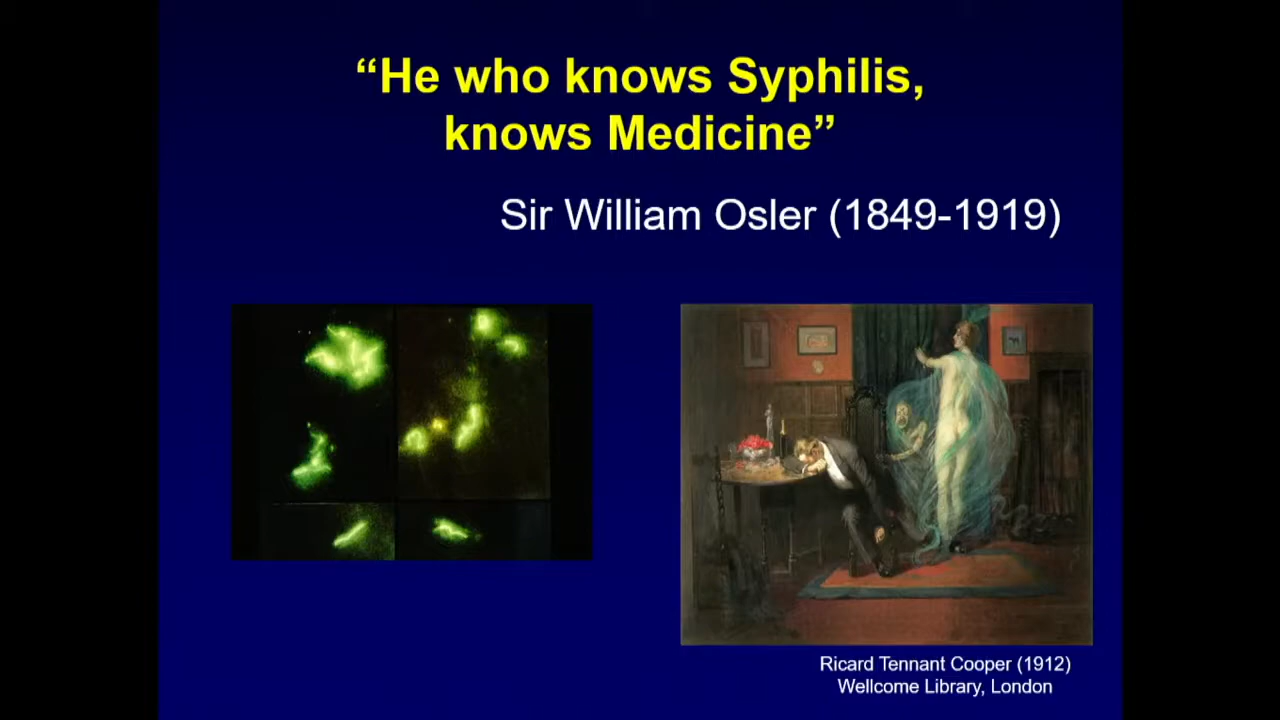 “He who knows Syphilis,
knows Medicine”
Sir William Osler (1849-1919)
Ricard Tennant Cooper (1912)
Wellcome Library, London